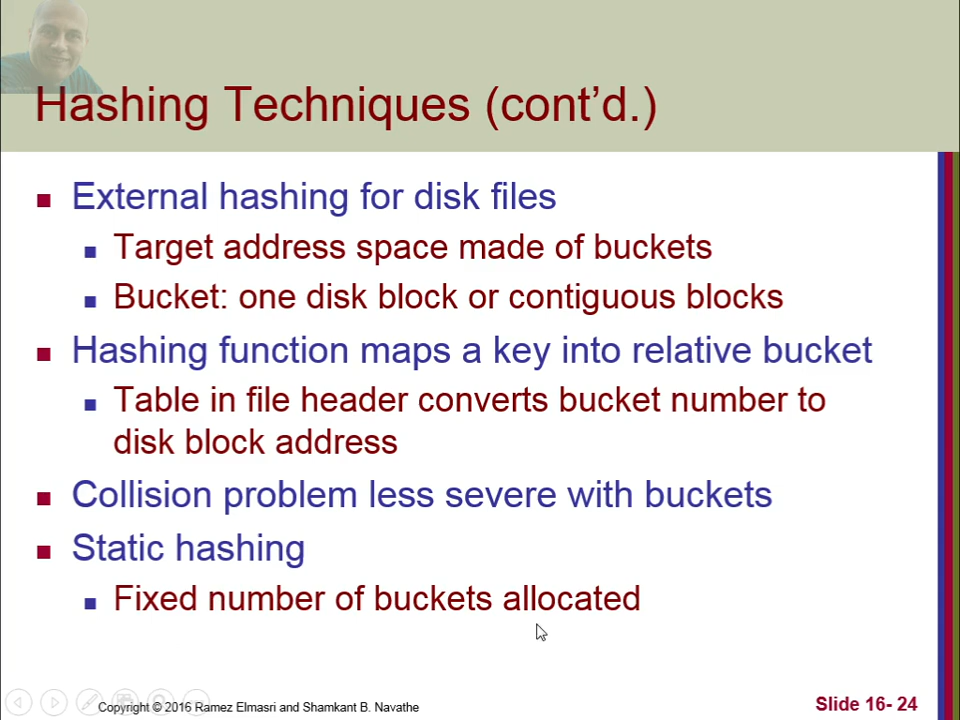 Hashing Techniques (cont’d.)
External hashing for disk files
Target address space made of buckets
Bucket: one disk block or contiguous blocks
Hashing function maps a key into relative bucket
Table in file header converts bucket number to
disk block address
Collision problem less severe with buckets
Static hashing
Fixed number of buckets allocated
Copyright © 2016 Ramez Elmasri and Shamkant B. Navathe
Slide 16- 24